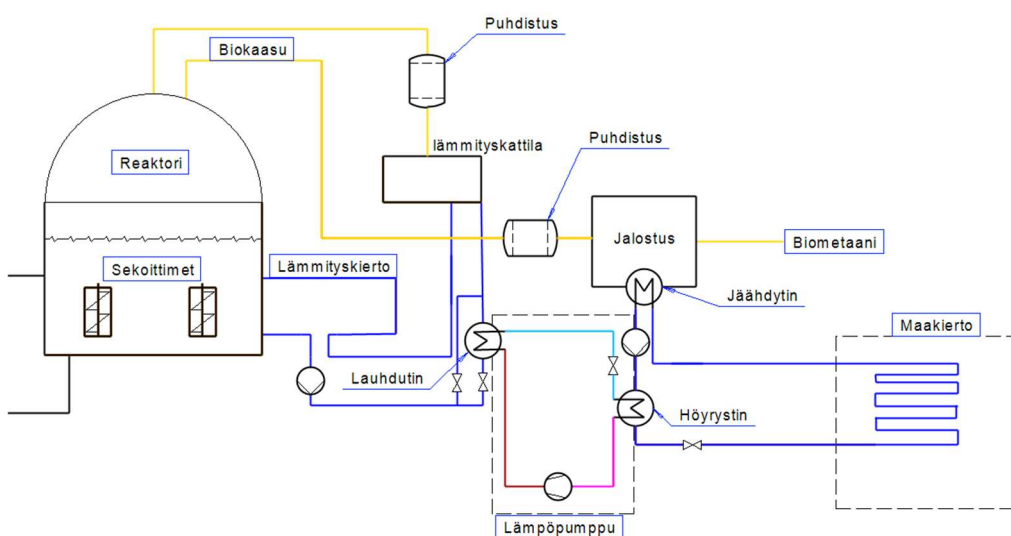 Puhdistus
Biokaasu
lämmityskattila
Puhdistus
Reaktori
Jalostus
Biometaani
Sekoittimet
Lämmityskierto
Jäähdytin
Maakierto
Lauhdutin
Höyrystin
Lämpöpumppu